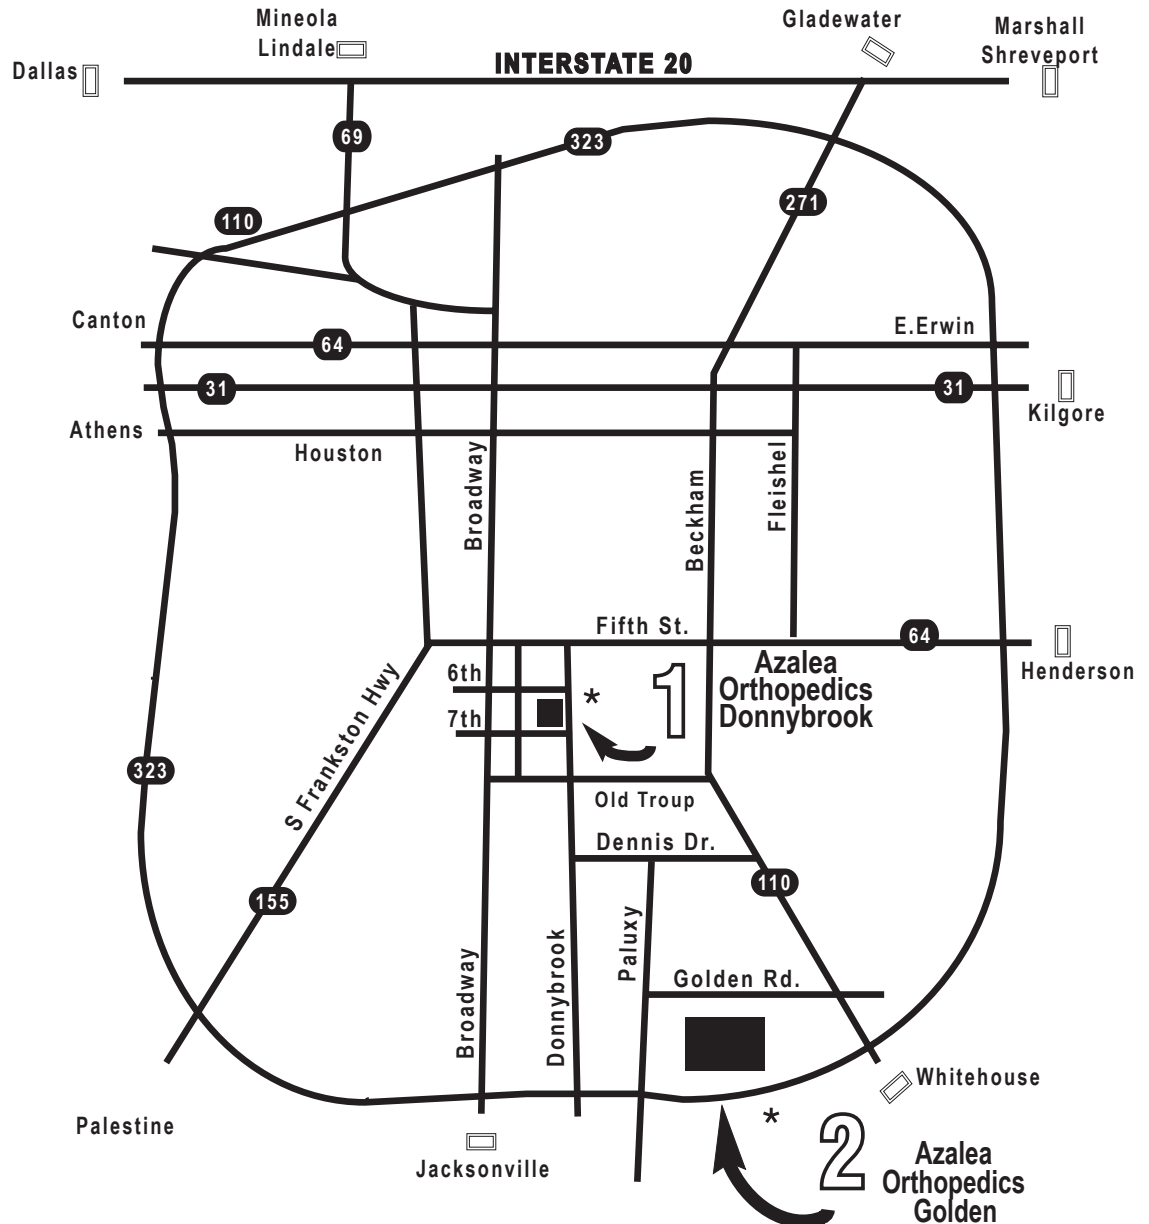 Mineola
Lindale
Gladewater
Marshall
Shreveport
Dallas
INTERSTATE 20
69
323
110
271
Canton
64
E.Erwin
31
31
Kilgore
Athens
Houston
Broadway
Beckham
Fleishel
Fifth St.
64
Henderson
6th
7th
*
1
Azalea
Orthopedics
Donnybrook
S Frankston Hwy
323
Old Troup
Dennis Dr.
110
155
Broadway
Donnybrook
Paluxy
Golden Rd.
Whitehouse
Palestine
Jacksonville
*
2
Azalea
Orthopedics
Golden